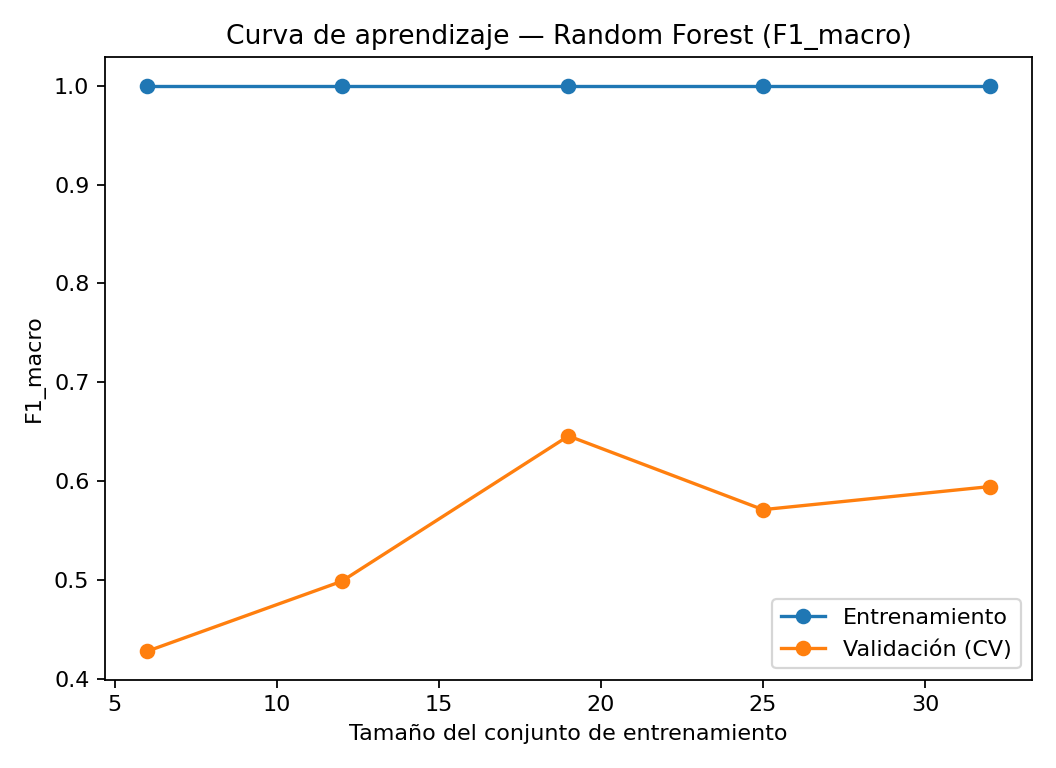 Curva de aprendizaje — Random Forest (F1_macro)
F1_macro
1.0
0.9
0.8
0.7
0.6
0.5
0.4
5
10
15
20
25
30
Tamaño del conjunto de entrenamiento
Entrenamiento
Validación (CV)